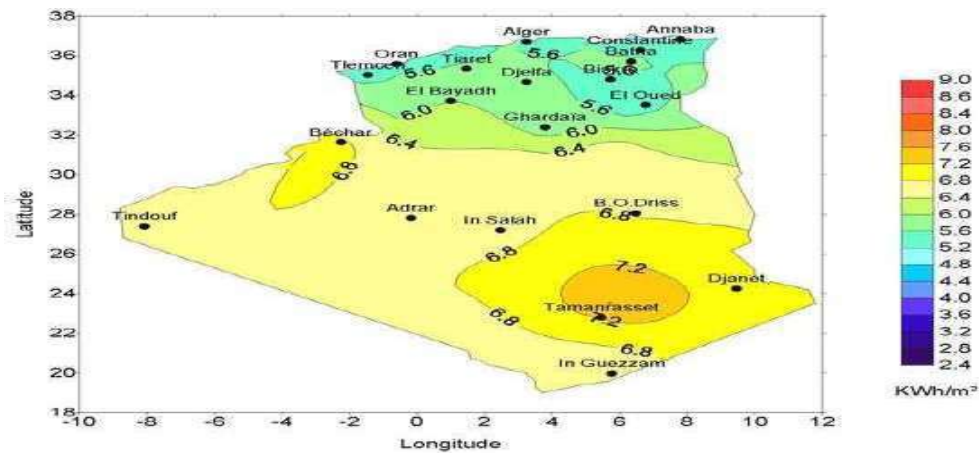 38
36
34
32
30
28
26
24
22
20
18
Latitude
-10 -8 -6 -4 -2 0 2 4 6 8 10 12
Longitude
Alger
Annaba
Constantine
Batna
Oran
Tlemcen
5.6
Tiaret
5.6
Djelfa
5.6
El Bayadh
El Oued
5.6
6.0
Ghardaïa
6.0
Béchar
6.4
6.4
6.8
Tindouf
Adrar
In Salah
B.O.Driss
6.8
6.8
7.2
Djanet
Tamanrasset
7.2
6.8
6.8
In Guezzam
9.0
8.6
8.4
8.0
7.6
7.2
6.8
6.4
6.0
5.6
5.2
4.8
4.4
4.0
3.6
3.2
2.8
2.4
KWh/m²